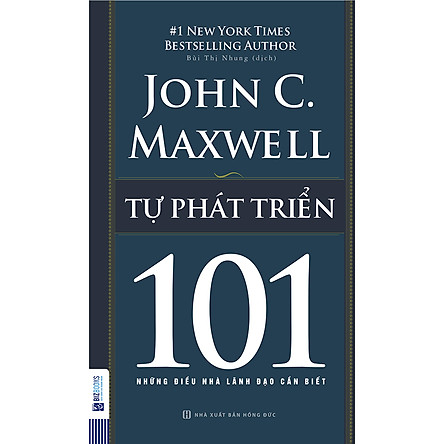 #1 NEW YORK TIMES
BESTSELLING AUTHOR
Bùi Thị Nhung (dịch)
JOHN C.
MAXWELL
TỰ PHÁT TRIỂN
101
NHỮNG ĐIỀU NHÀ LÃNH ĐẠO CẦN BIẾT
NHÀ XUẤT BẢN HỒNG ĐỨC
BIZBOOKS